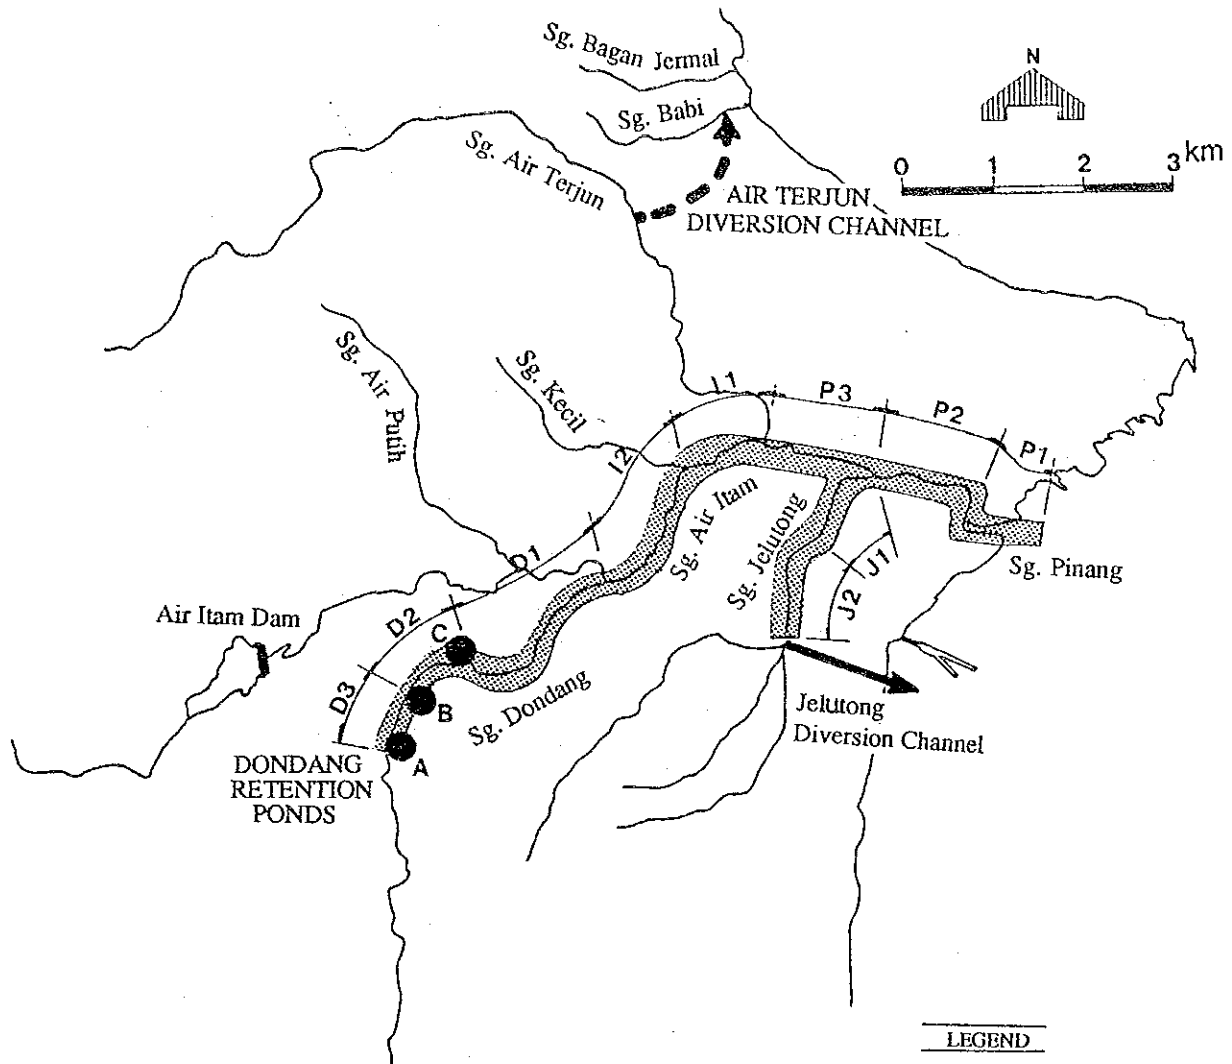 Sg. Bagan Jermal
N
Sg. Babi
0 1 2 3 km
Sg. Air Terjun
AIR TERJUN
DIVERSION CHANNEL
Sg. Air Putih
Sg. Kecil
I1
P3
P2
P1
I2
Sg. Air Itam
Sg. Jelutong
J1
J2
Sg. Pinang
D1
D2
D3
Air Itam Dam
C
B
A
Sg. Dondang
DONDANG
RETENTION
PONDS
Jelutong
Diversion Channel
LEGEND